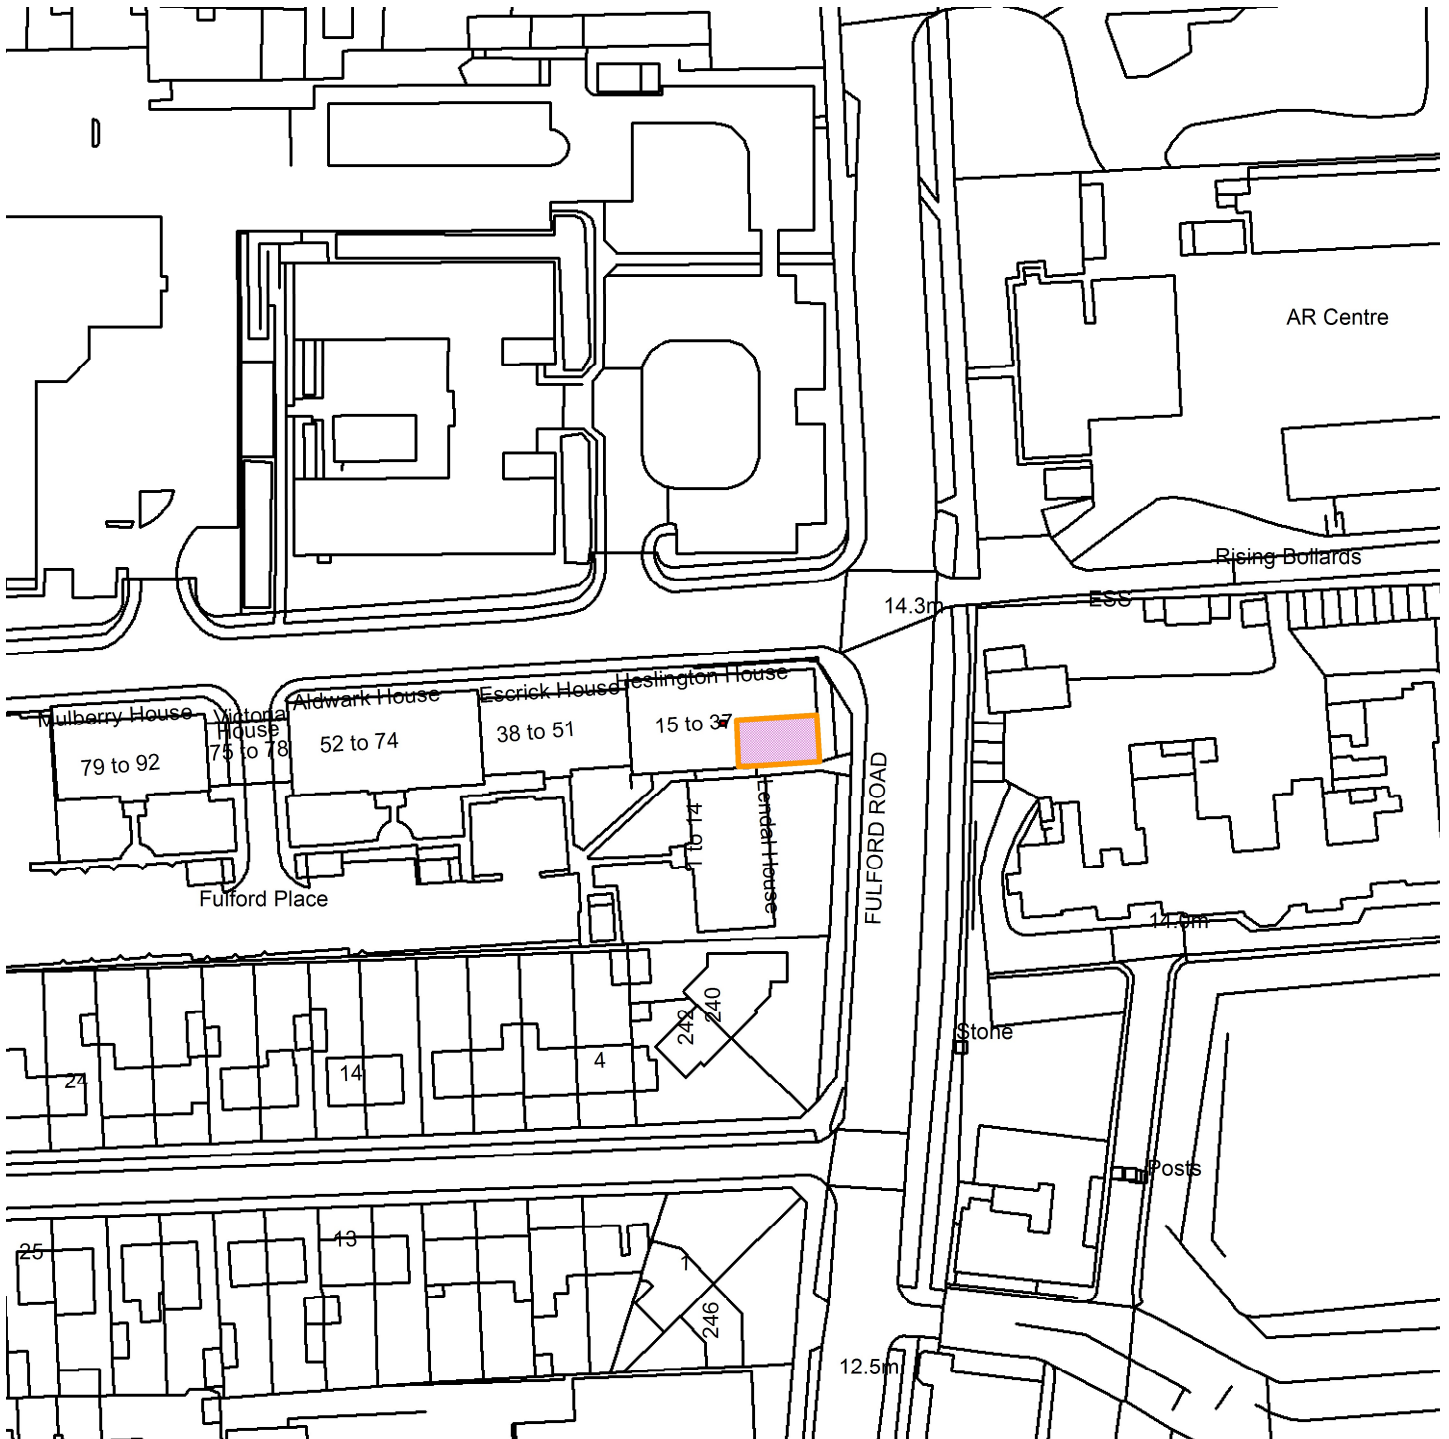 AR Centre
Rising Bollards
ESS
14.3m
Heslington House
Escrick House
Aldwark House
Victoria
House
Mulberry House
15 to 37
38 to 51
52 to 74
75 to 78
79 to 92
1 to 14
Lendal House
FULFORD ROAD
Fulford Place
14.0m
240
242
Stone
4
14
24
Posts
13
25
1
246
12.5m